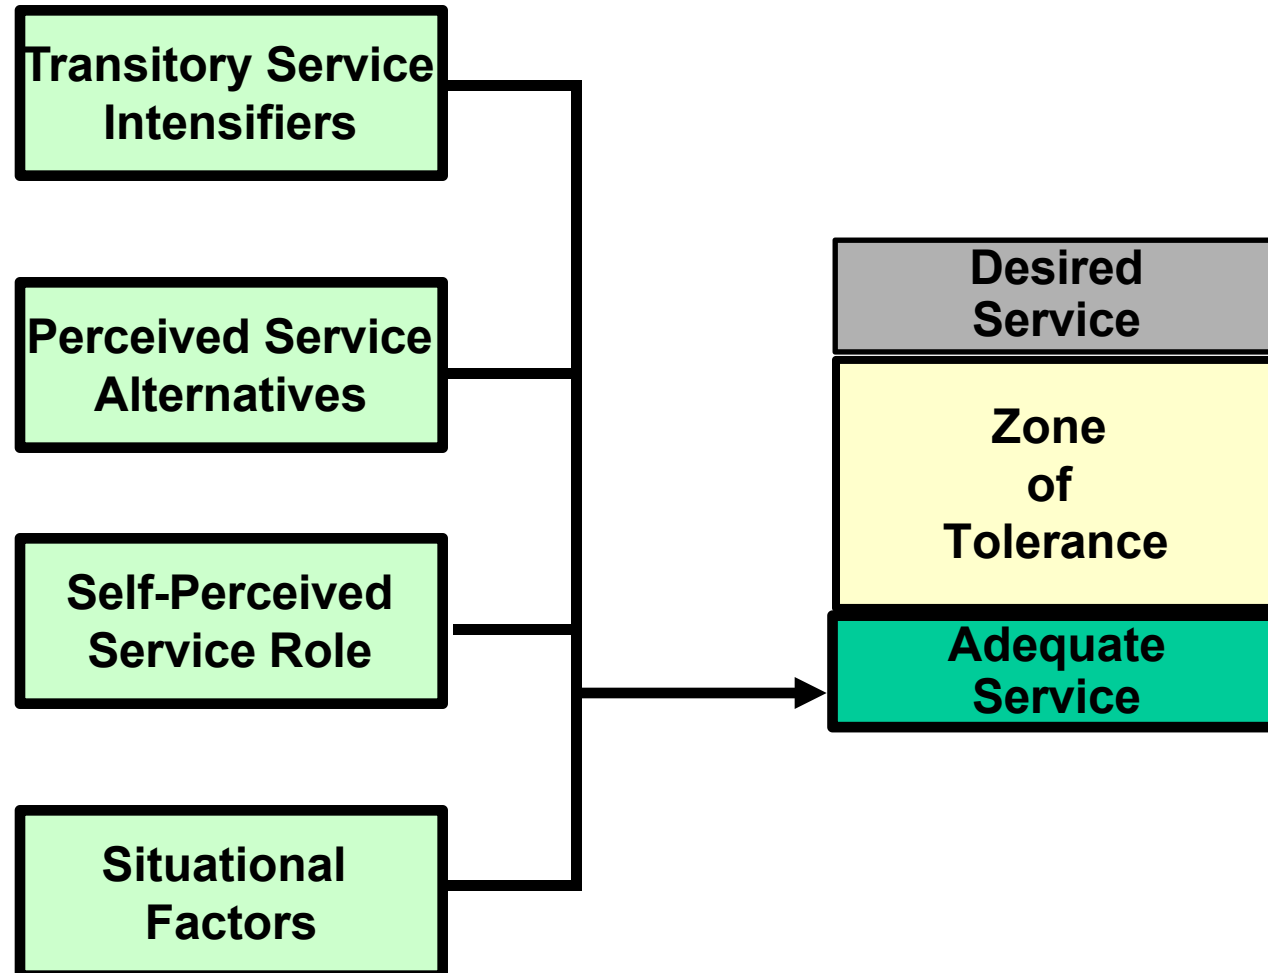 Transitory Service
Intensifiers
Perceived Service
Alternatives
Self-Perceived
Service Role
Situational
Factors
Desired
Service
Zone
of
Tolerance
Adequate
Service